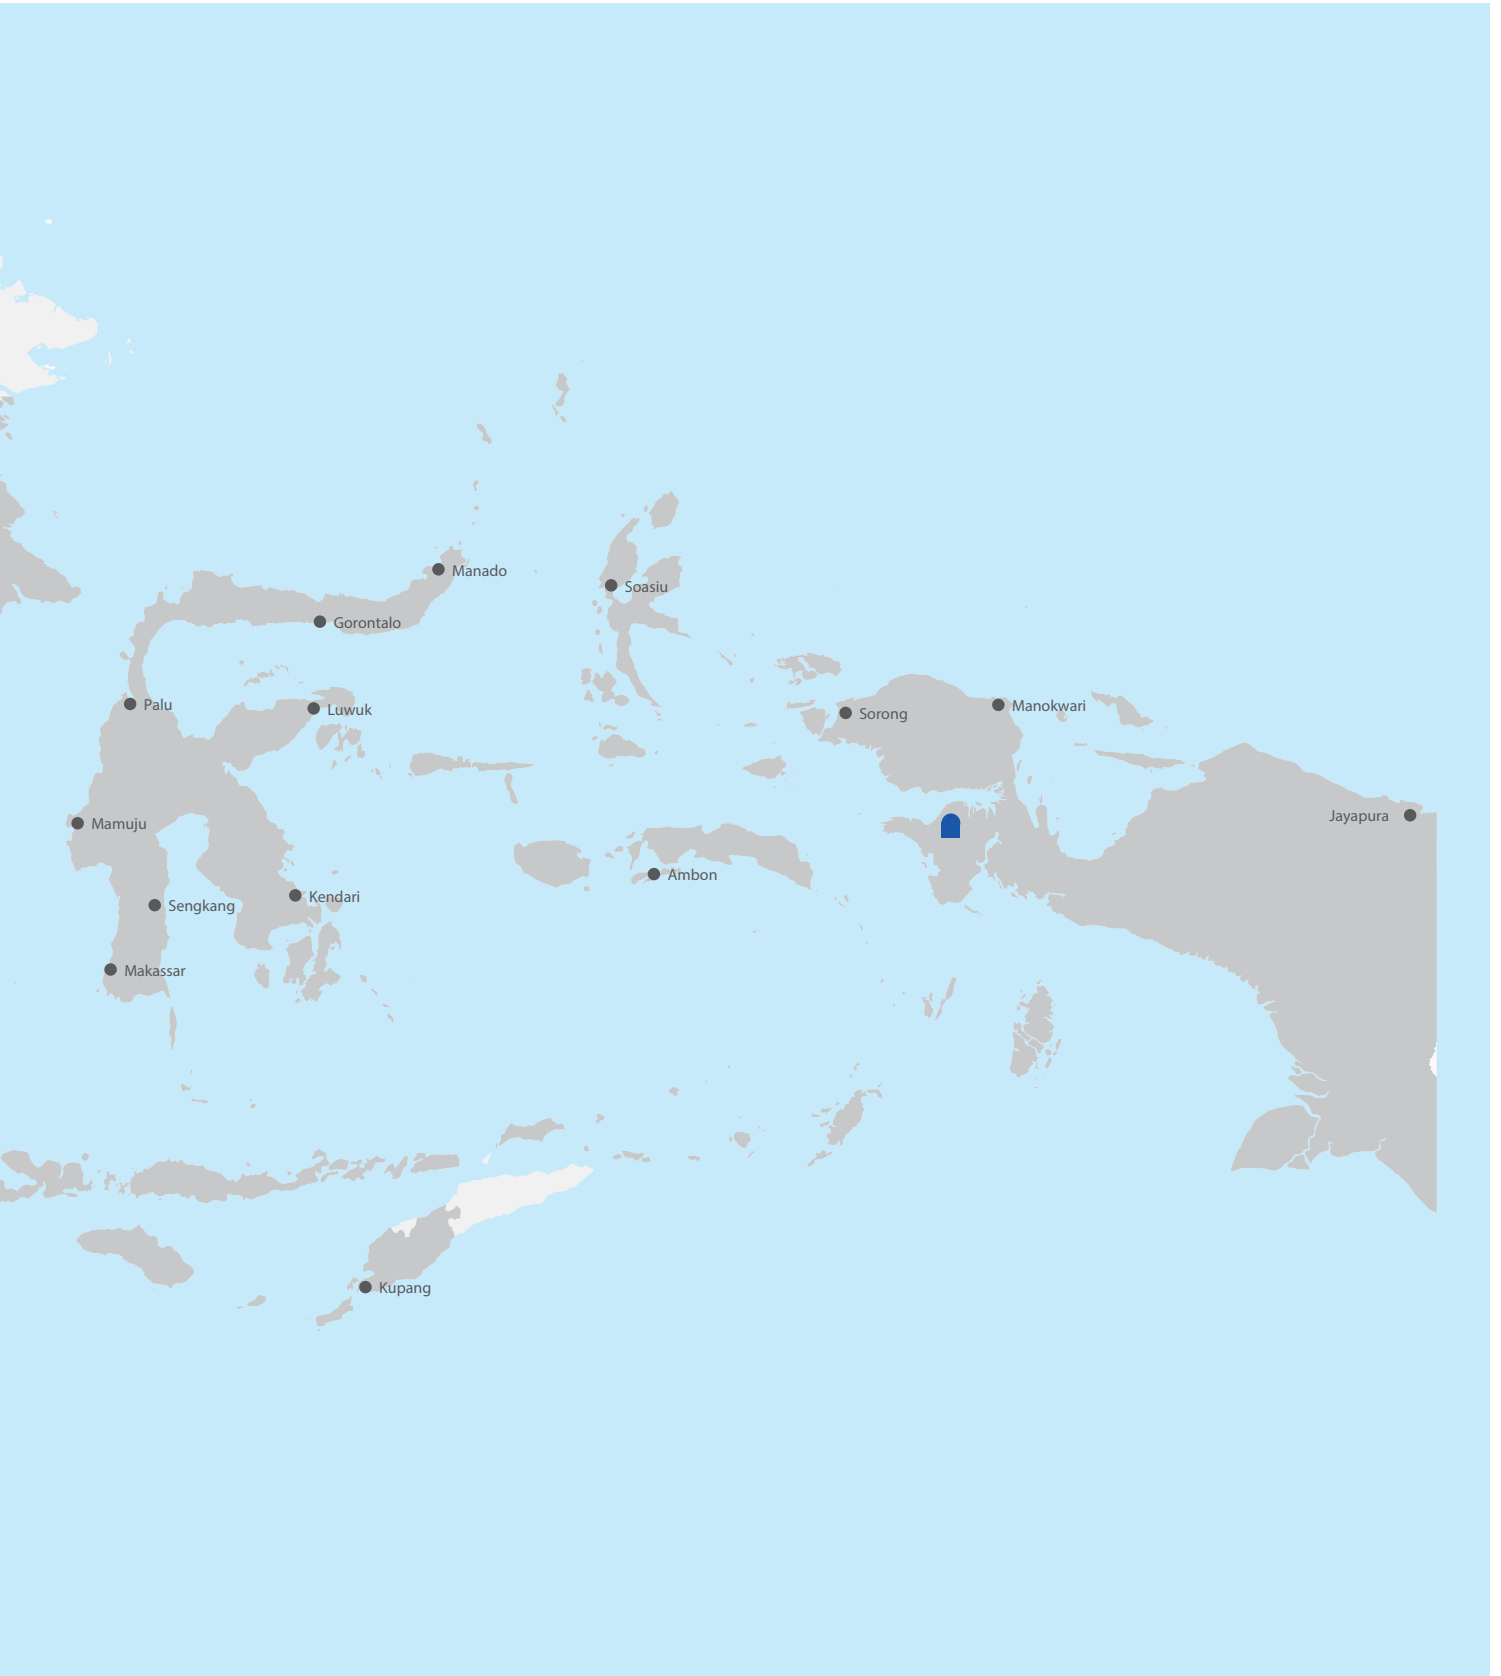 Manado
Soasiu
Gorontalo
Palu
Luwuk
Sorong
Manokwari
Mamuju
Jayapura
Ambon
Kendari
Sengkang
Makassar
Kupang